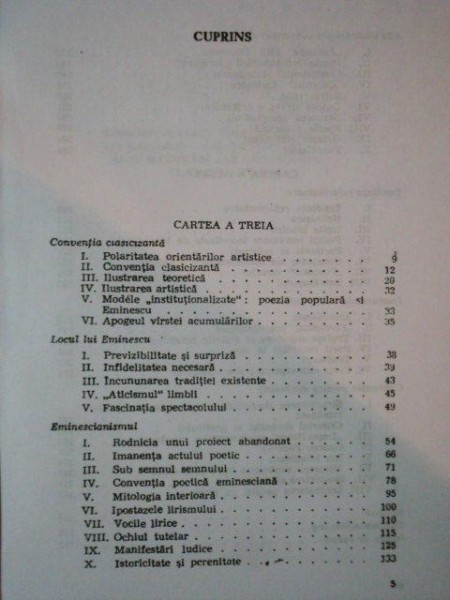 CUPRINS
CARTEA A TREIA
Convenția clasicizantă
I. Polaritatea orientărilor artistice . . . . . . . . 9
II. Convenția clasicizantă . . . . . . . . . . 12
III. Ilustrarea teoretică . . . . . . . . . . . 20
IV. Ilustrarea artistică . . . . . . . . . . . 32
V. Modéle „instituționalizate“ : poezia populară și
Eminescu . . . . . . . . . . . . . . 33
VI. Apogeul vîrstei acumulărilor . . . . . . . . 35
Locul lui Eminescu
I. Previzibilitate și surpriză . . . . . . . . . 38
II. Infidelitatea necesară . . . . . . . . . . 39
III. Incununarea tradiției existente . . . . . . . 43
IV. „Aticismul“ limbii . . . . . . . . . . . 45
V. Fascinația spectacolului . . . . . . . . . 49
Eminescianismul
I. Rodnicia unui proiect abandonat . . . . . . . 54
II. Imanența actului poetic . . . . . . . . . 66
III. Sub semnul semnului . . . . . . . . . . 71
IV. Convenția poetică eminesciană . . . . . . . 78
V. Mitologia interioară . . . . . . . . . . 95
VI. Ipostazele lirismului . . . . . . . . . . 100
VII. Vocile lirice . . . . . . . . . . . . . 110
VIII. Ochiul tutelar . . . . . . . . . . . . 115
IX. Manifestări ludice . . . . . . . . . . . 125
X. Istoricitate și perenitate . . . . . . . . . 133
5